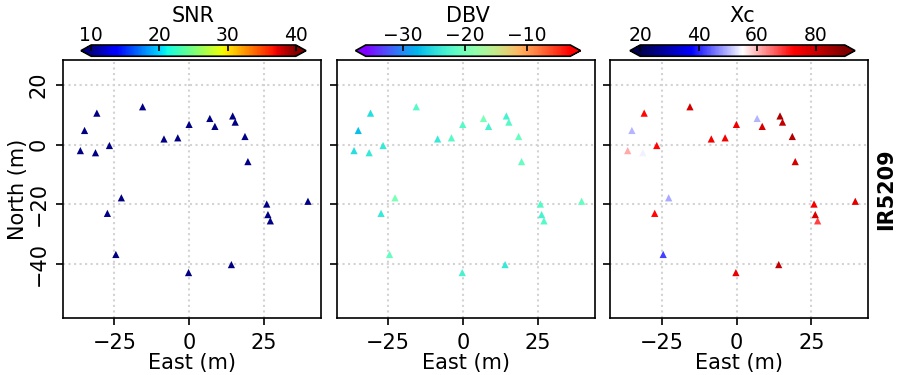 SNR DBV Xc
10 20 30 40 −30 −20 −10 20 40 60 80
20
0
−20
−40
North (m)
−25 0 25 −25 0 25 −25 0 25
East (m) East (m) East (m)
IR5209